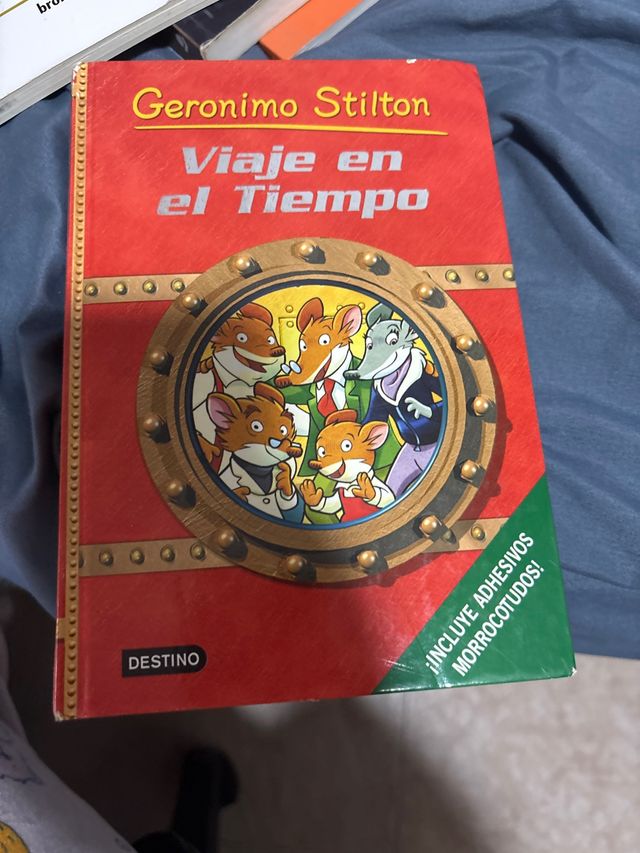 Geronimo Stilton
Viaje en
el Tiempo
DESTINO
¡INCLUYE ADHESIVOS
MORROCOTUDOS!